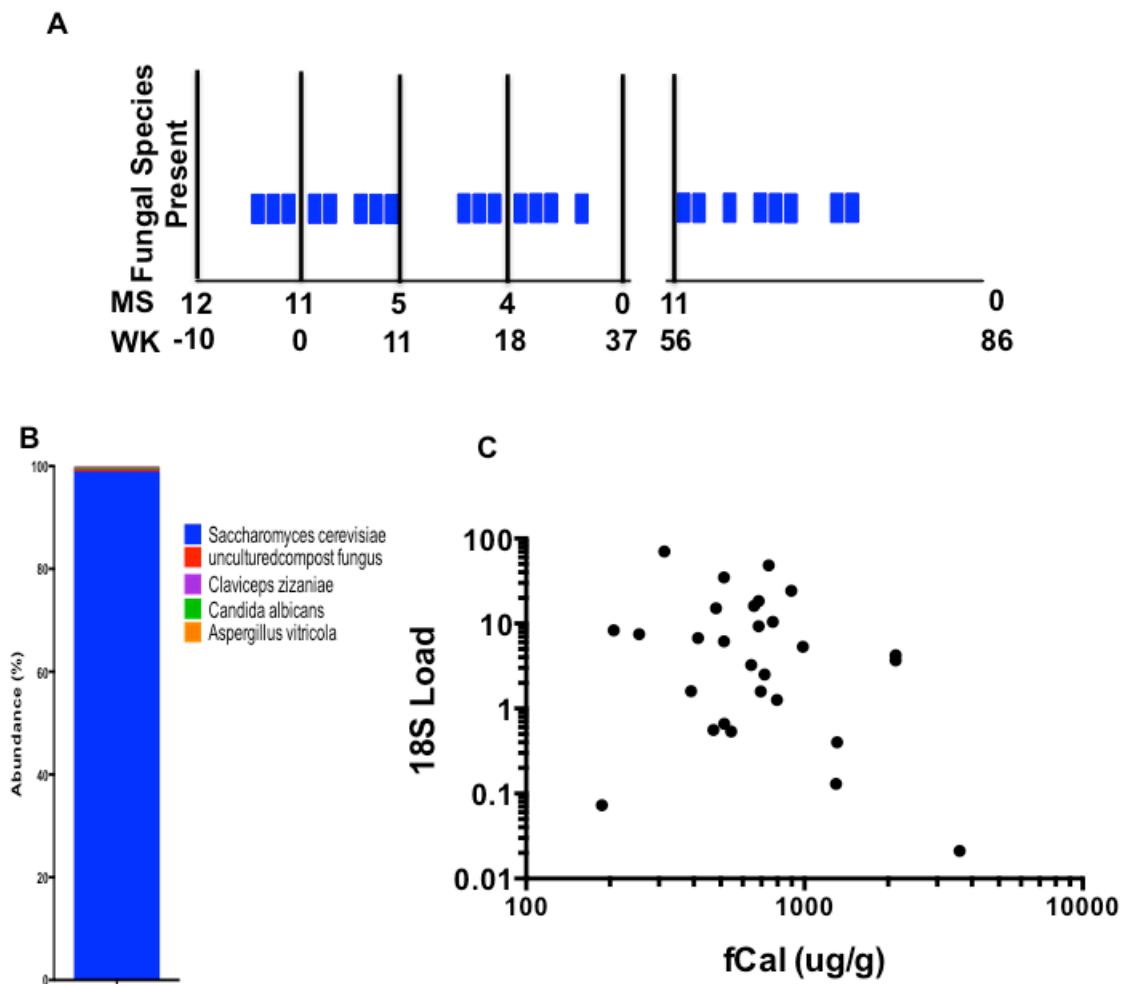 A
Fungal Species
Present
MS 12 11 5 4 0 11 0
WK -10 0 11 18 37 56 86
B
100
80
60
40
20
0
Abundance (%)
Saccharomyces cerevisiae
unculturedcompost fungus
Claviceps zizaniae
Candida albicans
Aspergillus vitricola
C
100
10
1
0.1
0.01
18S Load
100 1000 10000
fCal (ug/g)